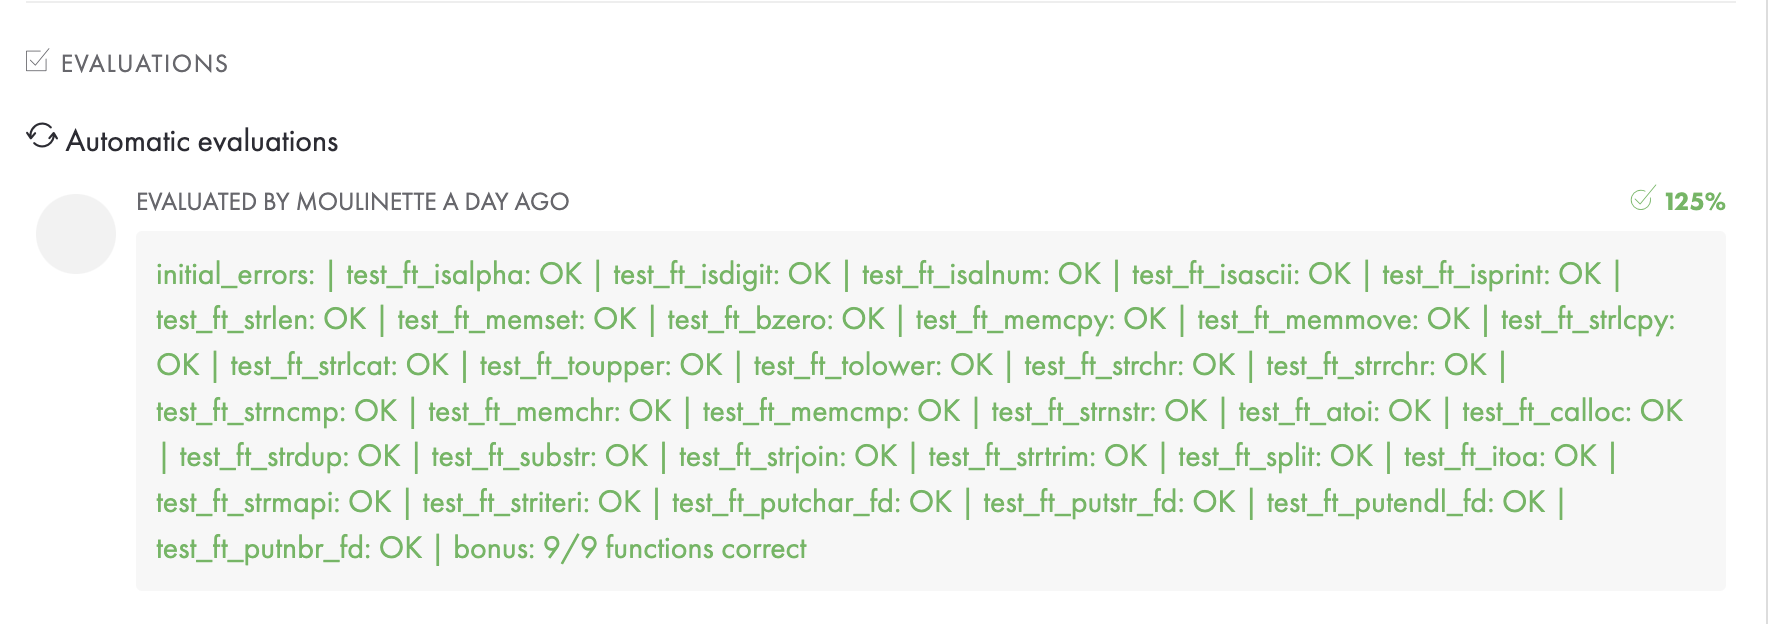 EVALUATIONS
Automatic evaluations
EVALUATED BY MOULINETTE A DAY AGO
125%
initial_errors: | test_ft_isalpha: OK | test_ft_isdigit: OK | test_ft_isalnum: OK | test_ft_isascii: OK | test_ft_isprint: OK |
test_ft_strlen: OK | test_ft_memset: OK | test_ft_bzero: OK | test_ft_memcpy: OK | test_ft_memmove: OK | test_ft_strlcpy:
OK | test_ft_strlcat: OK | test_ft_toupper: OK | test_ft_tolower: OK | test_ft_strchr: OK | test_ft_strrchr: OK |
test_ft_strncmp: OK | test_ft_memchr: OK | test_ft_memcmp: OK | test_ft_strnstr: OK | test_ft_atoi: OK | test_ft_calloc: OK
| test_ft_strdup: OK | test_ft_substr: OK | test_ft_strjoin: OK | test_ft_strtrim: OK | test_ft_split: OK | test_ft_itoa: OK |
test_ft_strmapi: OK | test_ft_striteri: OK | test_ft_putchar_fd: OK | test_ft_putstr_fd: OK | test_ft_putendl_fd: OK |
test_ft_putnbr_fd: OK | bonus: 9/9 functions correct